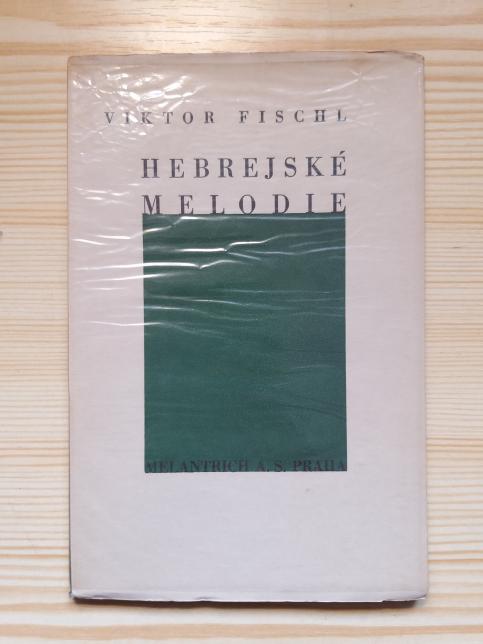 VIKTOR FISCHL
HEBREJSKÉ
MELODIE
MELANTRICH A. S. PRAHA